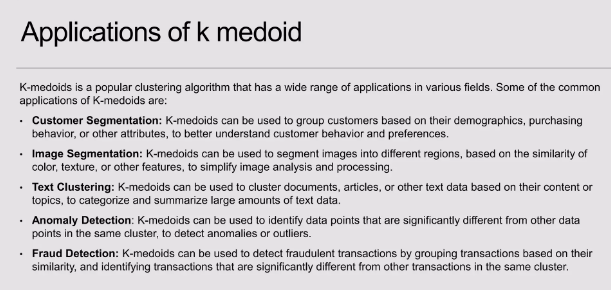 Applications of k medoid
K-medoids is a popular clustering algorithm that has a wide range of applications in various fields. Some of the common
applications of K-medoids are:
• Customer Segmentation: K-medoids can be used to group customers based on their demographics, purchasing
behavior, or other attributes, to better understand customer behavior and preferences.
• Image Segmentation: K-medoids can be used to segment images into different regions, based on the similarity of
color, texture, or other features, to simplify image analysis and processing.
• Text Clustering: K-medoids can be used to cluster documents, articles, or other text data based on their content or
topics, to categorize and summarize large amounts of text data.
• Anomaly Detection: K-medoids can be used to identify data points that are significantly different from other data
points in the same cluster, to detect anomalies or outliers.
• Fraud Detection: K-medoids can be used to detect fraudulent transactions by grouping transactions based on their
similarity, and identifying transactions that are significantly different from other transactions in the same cluster.